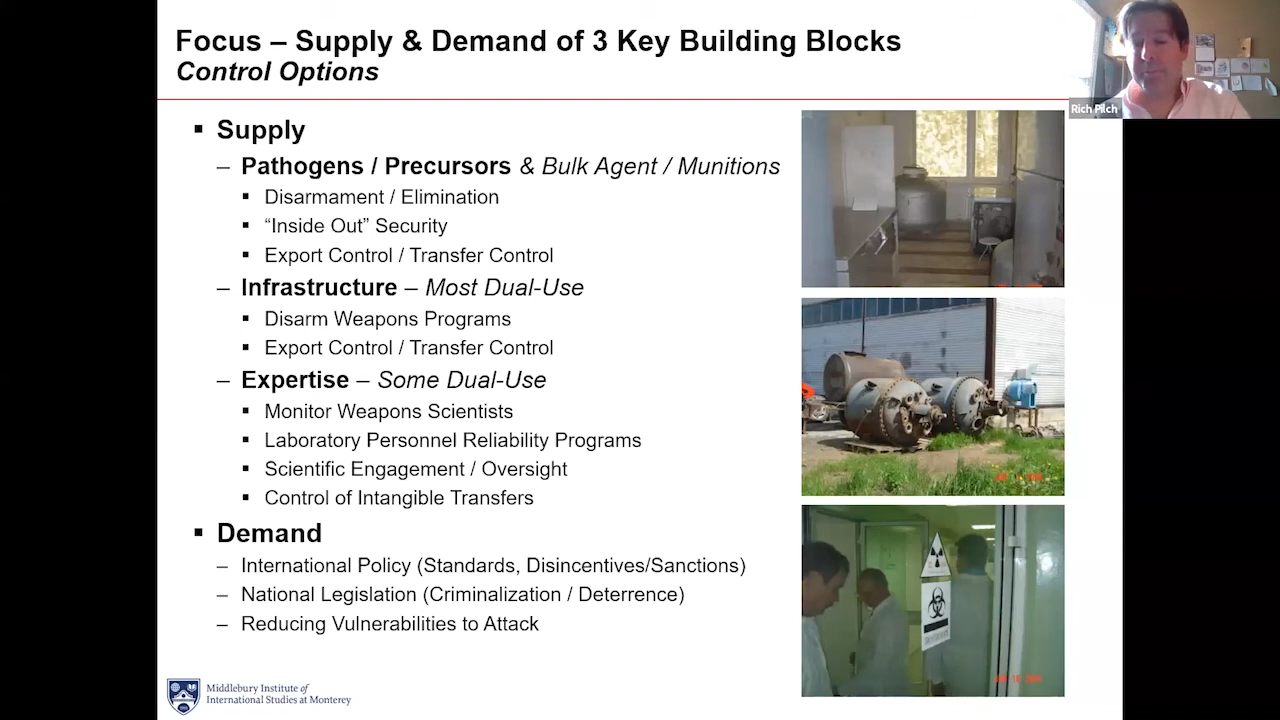 Focus – Supply & Demand of 3 Key Building Blocks
Control Options
Rich Pilch
▪ Supply
– Pathogens / Precursors & Bulk Agent / Munitions
▪ Disarmament / Elimination
▪ “Inside Out” Security
▪ Export Control / Transfer Control
– Infrastructure – Most Dual-Use
▪ Disarm Weapons Programs
▪ Export Control / Transfer Control
– Expertise – Some Dual-Use
▪ Monitor Weapons Scientists
▪ Laboratory Personnel Reliability Programs
▪ Scientific Engagement / Oversight
▪ Control of Intangible Transfers
▪ Demand
– International Policy (Standards, Disincentives/Sanctions)
– National Legislation (Criminalization / Deterrence)
– Reducing Vulnerabilities to Attack
Middlebury Institute of
International Studies at Monterey